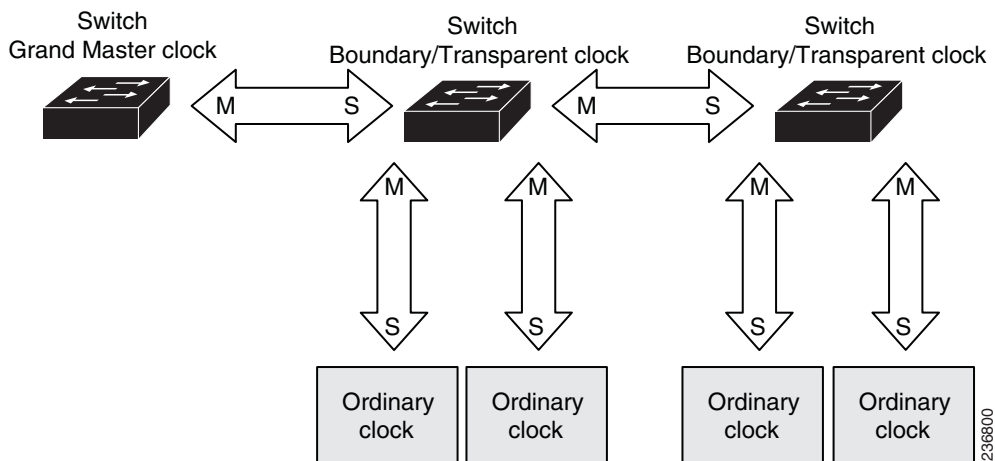 Switch
Grand Master clock
Switch
Boundary/Transparent clock
Switch
Boundary/Transparent clock
M
S
M
S
M
M
M
M
S
S
S
S
Ordinary
clock
Ordinary
clock
Ordinary
clock
Ordinary
clock
236800